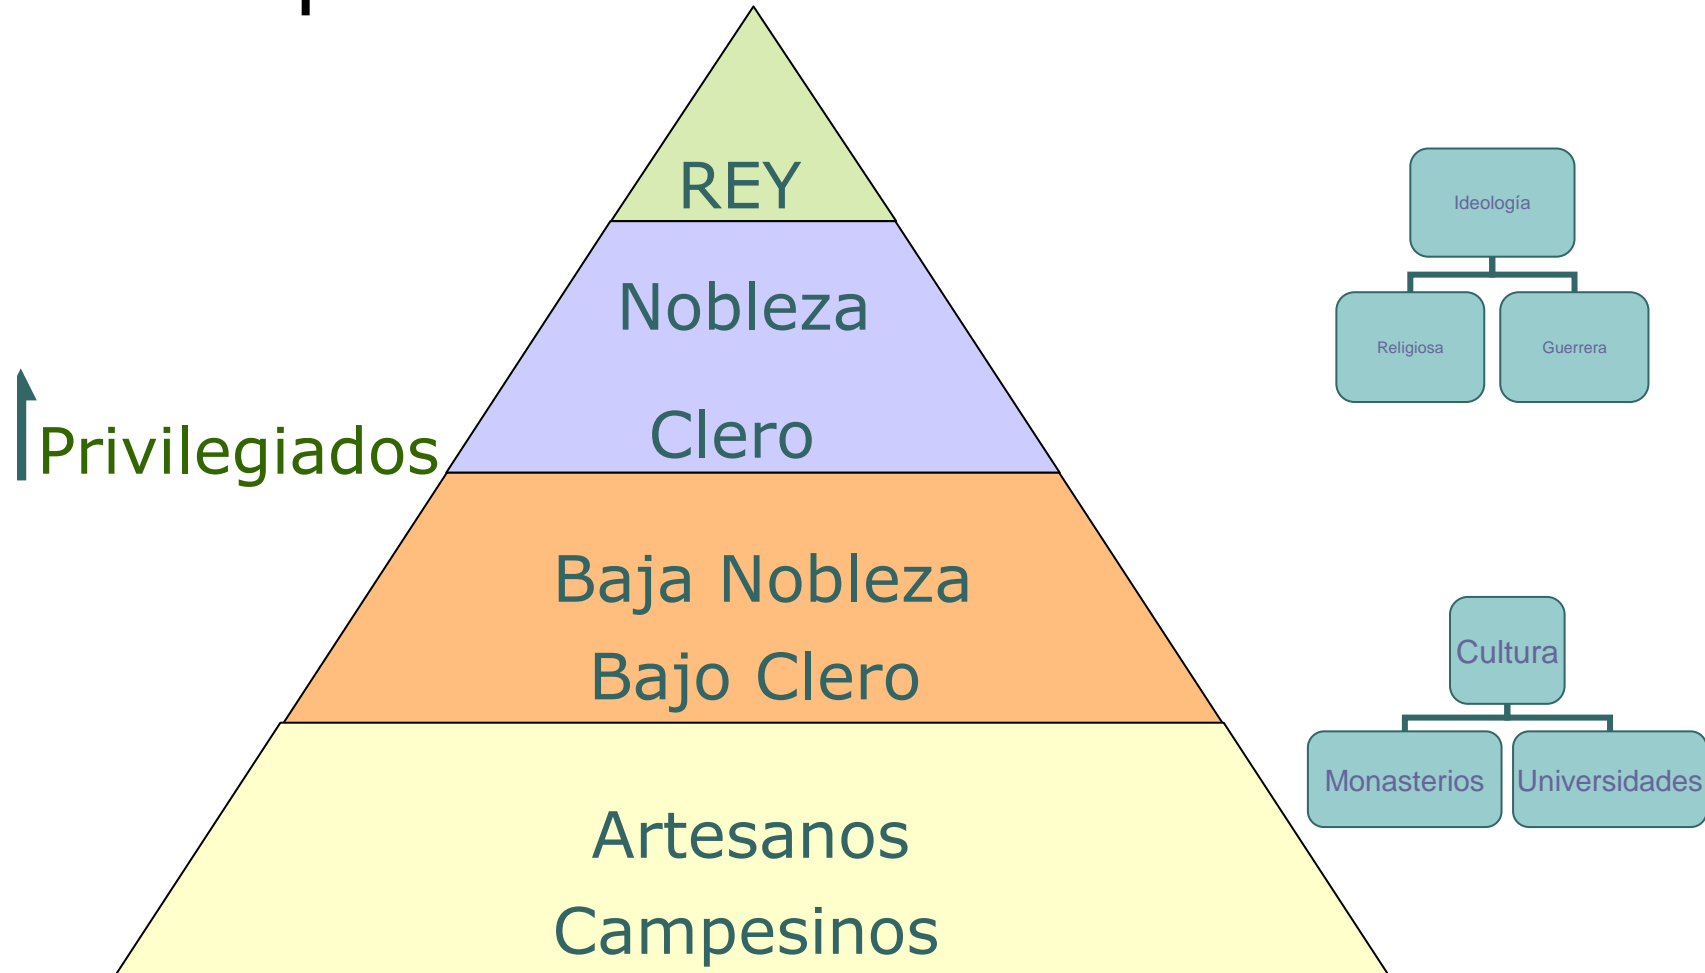 REY
Nobleza
Clero
Privilegiados
Baja Nobleza
Bajo Clero
Artesanos
Campesinos
Ideología
Religiosa
Guerrera
Cultura
Monasterios
Universidades